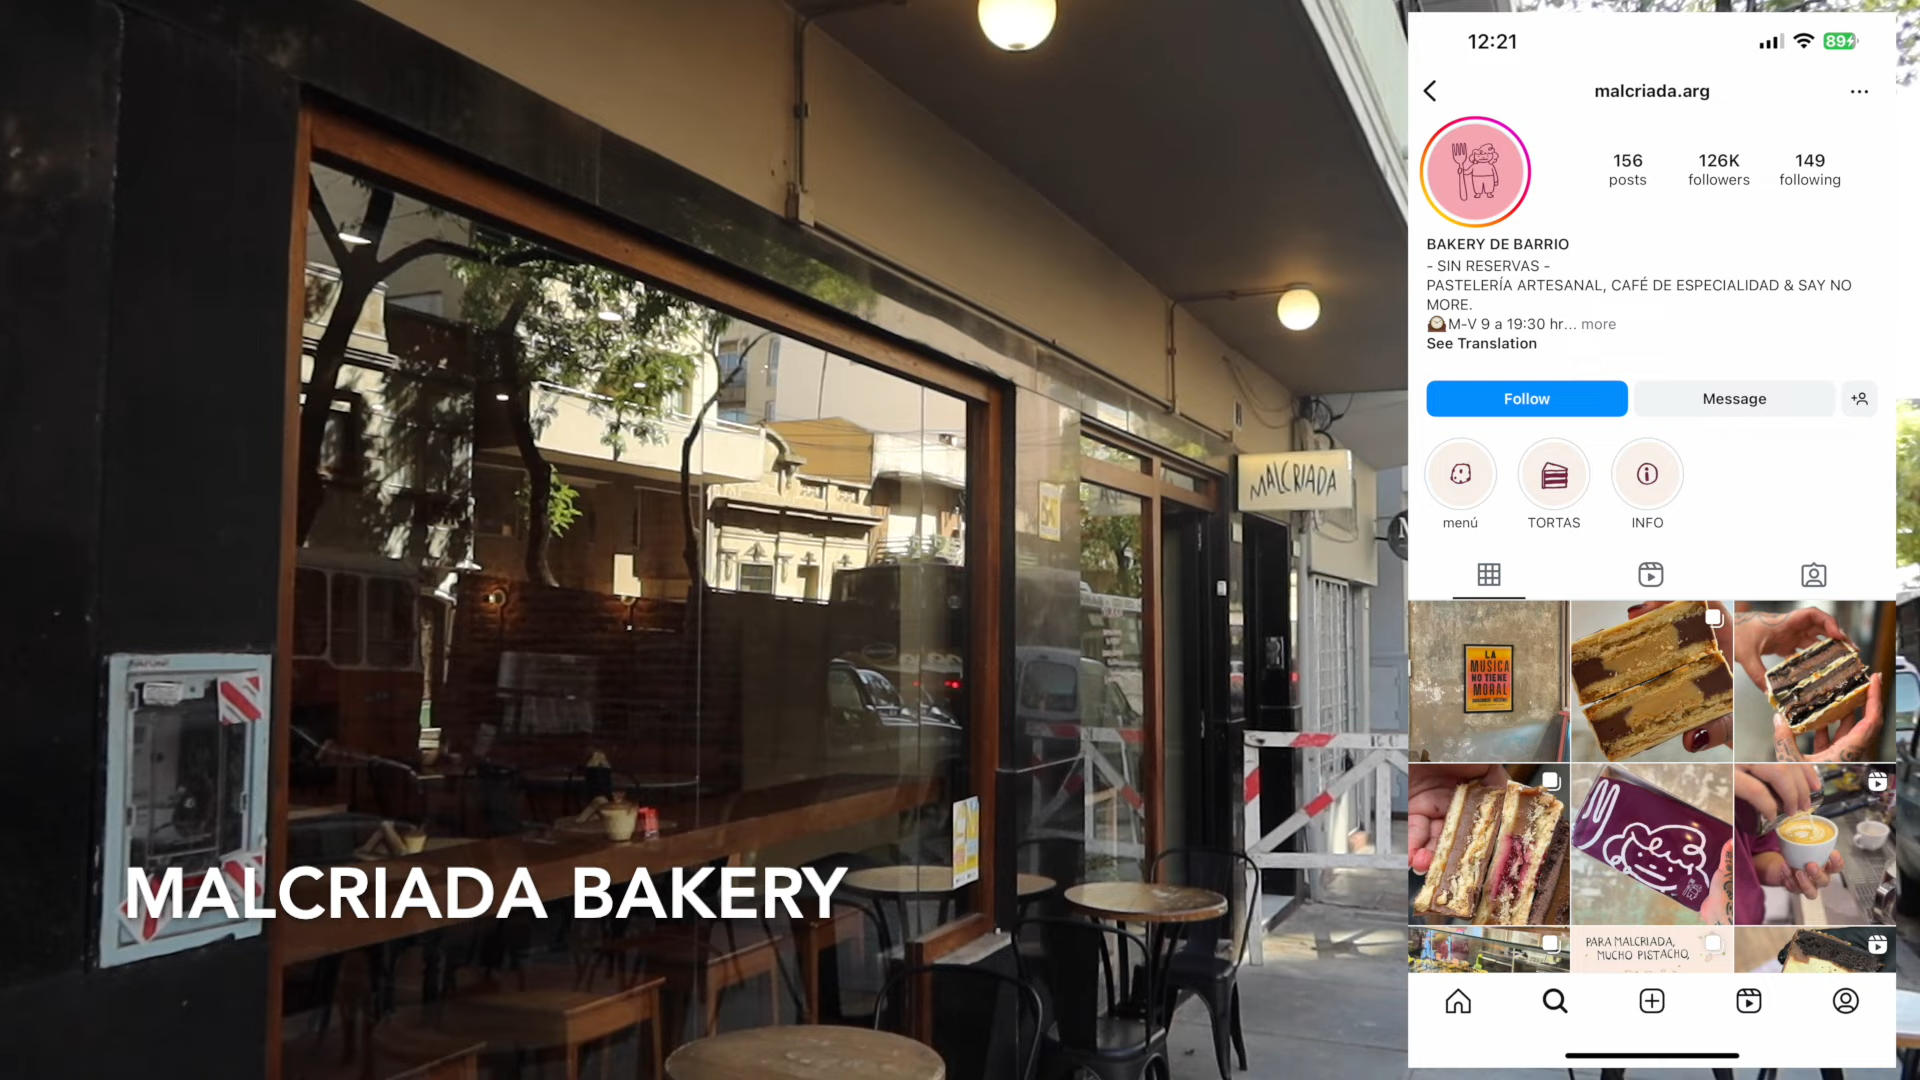 MALCRIADA
MALCRIADA BAKERY
12:21
89
malcriada.arg
156
posts
126K
followers
149
following
BAKERY DE BARRIO
- SIN RESERVAS -
PASTELERÍA ARTESANAL, CAFÉ DE ESPECIALIDAD & SAY NO
MORE.
M-V 9 a 19:30 hr... more
See Translation
Follow
Message
menú
TORTAS
INFO
LA
MUSICA
NO TIENE
MORAL
PARA MALCRIADA,
MUCHO PISTACHO,